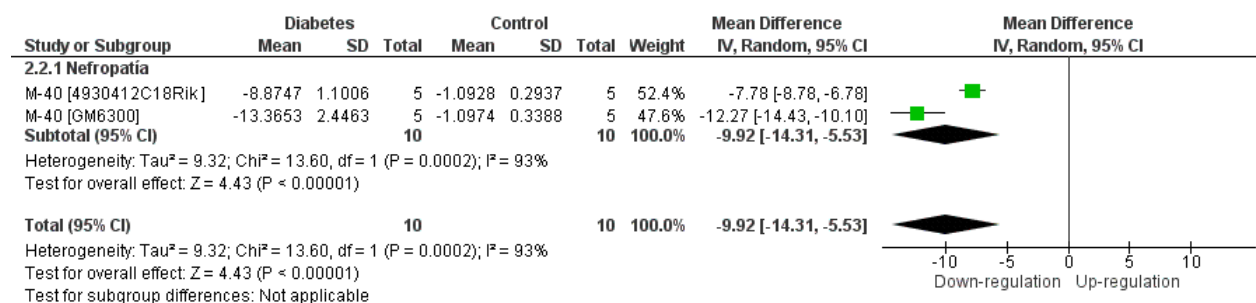 Diabetes Control Mean Difference Mean Difference
Study or Subgroup Mean SD Total Mean SD Total Weight IV, Random, 95% CI IV, Random, 95% CI
2.2.1 Nefropatía
M-40 [4930412C18Rik] -8.8747 1.1006 5 -1.0928 0.2937 5 52.4% -7.78 [-8.78, -6.78]
M-40 [GM6300] -13.3653 2.4463 5 -1.0974 0.3388 5 47.6% -12.27 [-14.43, -10.10]
Subtotal (95% CI) 10 10 100.0% -9.92 [-14.31, -5.53]
Heterogeneity: Tau² = 9.32; Chi² = 13.60, df = 1 (P = 0.0002); I² = 93%
Test for overall effect: Z = 4.43 (P < 0.00001)
Total (95% CI) 10 10 100.0% -9.92 [-14.31, -5.53]
Heterogeneity: Tau² = 9.32; Chi² = 13.60, df = 1 (P = 0.0002); I² = 93%
Test for overall effect: Z = 4.43 (P < 0.00001)
Test for subgroup differences: Not applicable
-10 -5 0 5 10
Down-regulation Up-regulation